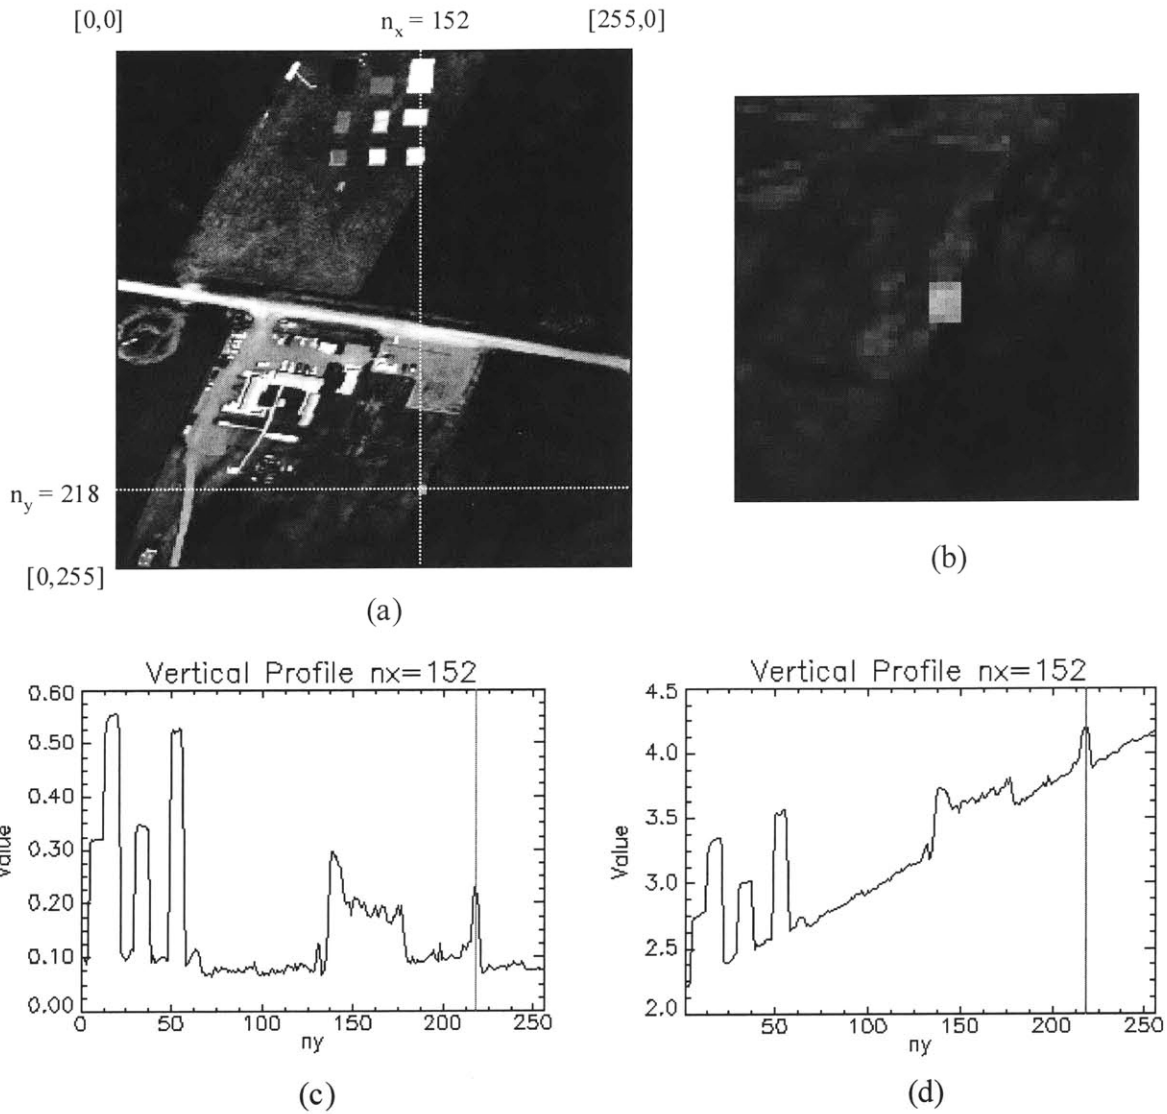 [0,0]
n_x = 152
[255,0]
n_y = 218
[0,255]
(a)
(b)
Vertical Profile nx=152
0.60
0.50
0.40
0.30
0.20
0.10
0.00
Value
0 50 100 150 200 250
ny
(c)
Vertical Profile nx=152
4.5
4.0
3.5
3.0
2.5
2.0
Value
50 100 150 200 250
ny
(d)